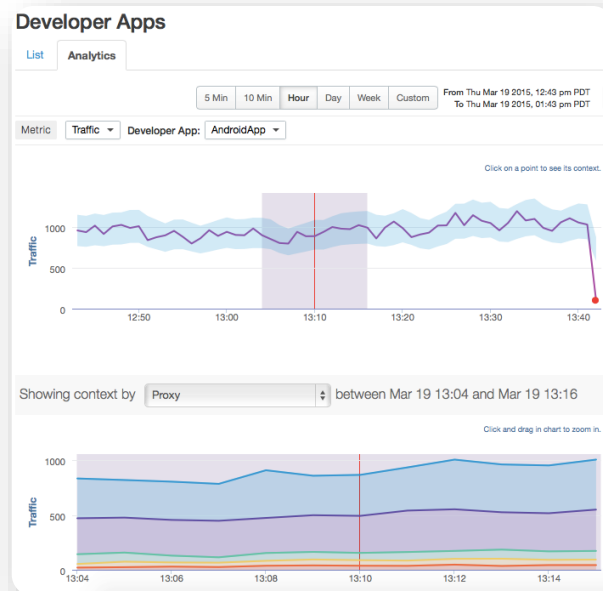 Developer Apps
List Analytics
5 Min 10 Min Hour Day Week Custom
From Thu Mar 19 2015, 12:43 pm PDT
To Thu Mar 19 2015, 01:43 pm PDT
Metric Traffic Developer App: AndroidApp
Click on a point to see its context.
Traffic
1000
500
0
12:50 13:00 13:10 13:20 13:30 13:40
Showing context by Proxy between Mar 19 13:04 and Mar 19 13:16
Click and drag in chart to zoom in.
Traffic
1000
500
0
13:04 13:06 13:08 13:10 13:12 13:14